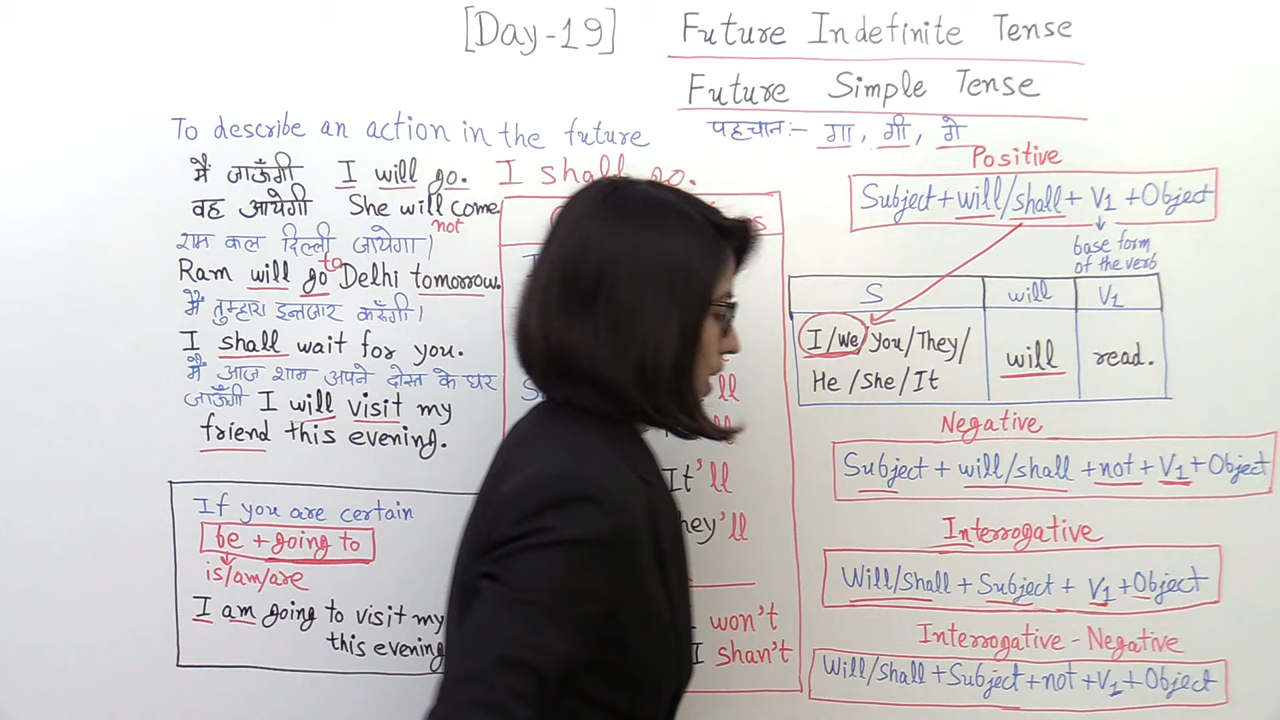 [Day-19]
Future Indefinite Tense
Future Simple Tense
पहचान:- गा, गी, गे
To describe an action in the future
मैं जाऊँगी I will go. I shall go.
वह आयेगी She will come.
not
राम कल दिल्ली जायेगा।
Ram will go to Delhi tomorrow.
मैं तुम्हारा इन्तजार करूँगी।
I shall wait for you.
मैं आज शाम अपने दोस्त के घर
जाऊँगी I will visit my
friend this evening.
If you are certain
be + going to
is/am/are
I am going to visit my
this evening
It'll
won't
I shan't
Positive
Subject + will/shall + V1 + Object
base form
of the verb
S will V1
I/We/You/They/
He/She/It
will read.
Negative
Subject + will/shall + not + V1 + Object
Interrogative
Will/Shall + Subject + V1 + Object
Interrogative - Negative
Will/Shall + Subject + not + V1 + Object